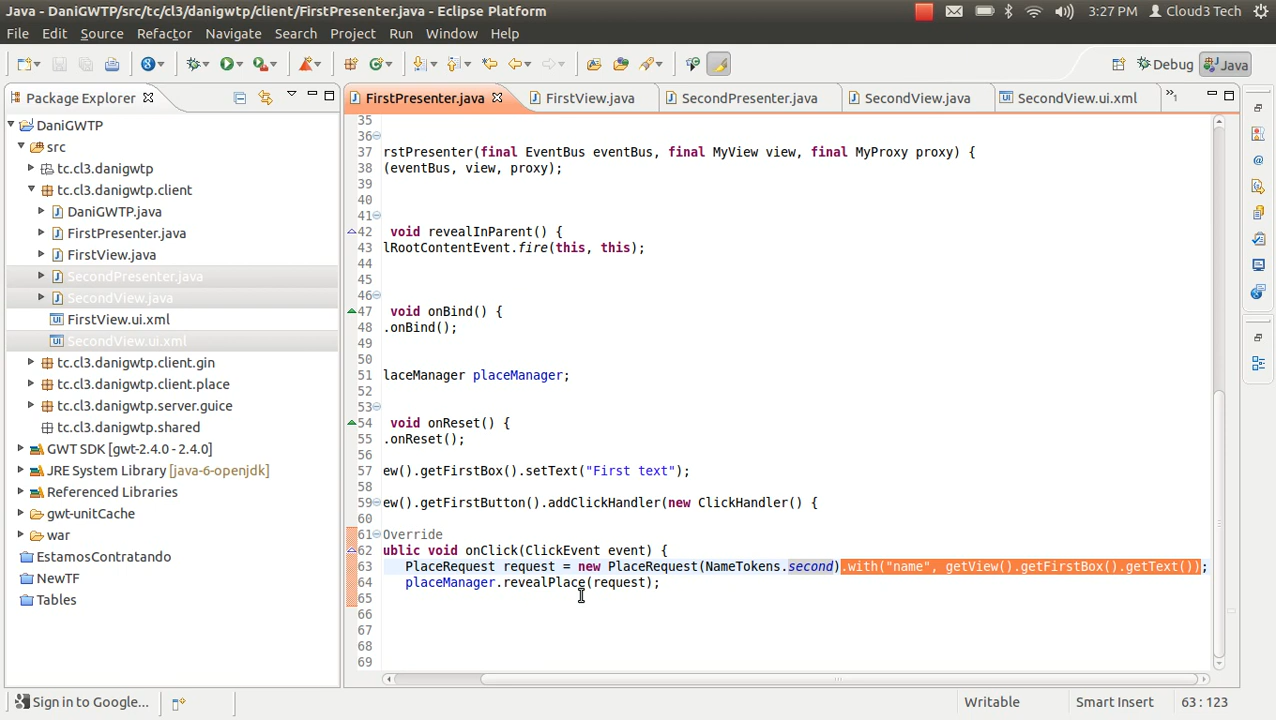 Java - DaniGWTP/src/tc/cl3/danigwtp/client/FirstPresenter.java - Eclipse Platform
3:27 PM
Cloud3 Tech
File Edit Source Refactor Navigate Search Project Run Window Help
Debug
Java
Package Explorer
FirstPresenter.java
FirstView.java
SecondPresenter.java
SecondView.java
SecondView.ui.xml
»1
DaniGWTP
src
tc.cl3.danigwtp
tc.cl3.danigwtp.client
DaniGWTP.java
FirstPresenter.java
FirstView.java
SecondPresenter.java
SecondView.java
FirstView.ui.xml
SecondView.ui.xml
tc.cl3.danigwtp.client.gin
tc.cl3.danigwtp.client.place
tc.cl3.danigwtp.server.guice
tc.cl3.danigwtp.shared
GWT SDK [gwt-2.4.0 - 2.4.0]
JRE System Library [java-6-openjdk]
Referenced Libraries
gwt-unitCache
war
EstamosContratando
NewTF
Tables
35
36
37 rstPresenter(final EventBus eventBus, final MyView view, final MyProxy proxy) {
38 (eventBus, view, proxy);
39
40
41
42 void revealInParent() {
43 lRootContentEvent.fire(this, this);
44
45
46
47 void onBind() {
48 .onBind();
49
50
51 laceManager placeManager;
52
53
54 void onReset() {
55 .onReset();
56
57 ew().getFirstBox().setText("First text");
58
59 ew().getFirstButton().addClickHandler(new ClickHandler() {
60
61 Override
62 ublic void onClick(ClickEvent event) {
63 PlaceRequest request = new PlaceRequest(NameTokens.second).with("name", getView().getFirstBox().getText());
64 placeManager.revealPlace(request);
65
66
67
68
69
Sign in to Google...
Writable
Smart Insert
63 : 123